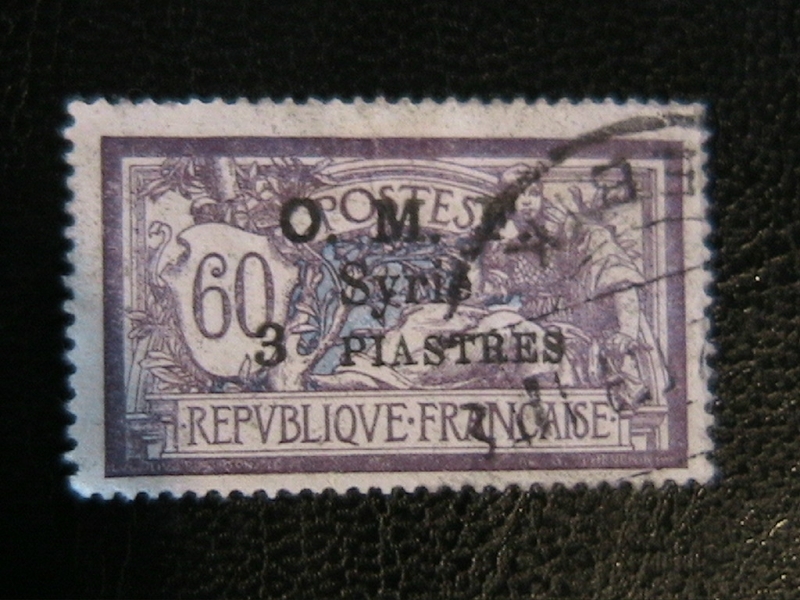 POSTES
O. M. F.
Syrie
60
3 PIASTRES
REPVBLIQVE·FRANÇAISE